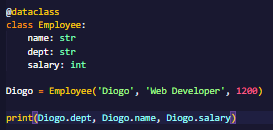 @dataclass
class Employee:
    name: str
    dept: str
    salary: int

Diogo = Employee('Diogo', 'Web Developer', 1200)

print(Diogo.dept, Diogo.name, Diogo.salary)